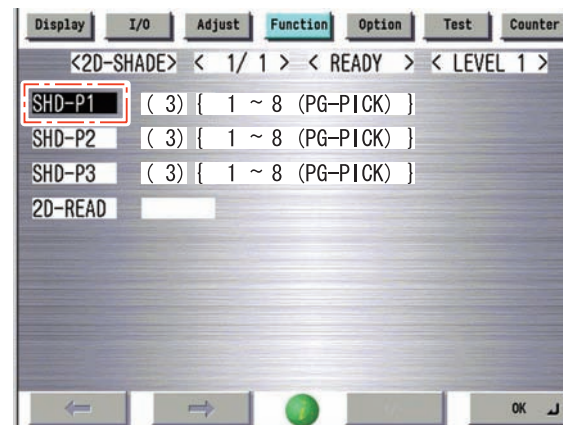 Display I/O Adjust Function Option Test Counter
<2D-SHADE> < 1/ 1 > < READY > < LEVEL 1 >
SHD-P1 ( 3) { 1 ~ 8 (PG-PICK) }
SHD-P2 ( 3) { 1 ~ 8 (PG-PICK) }
SHD-P3 ( 3) { 1 ~ 8 (PG-PICK) }
2D-READ
OK